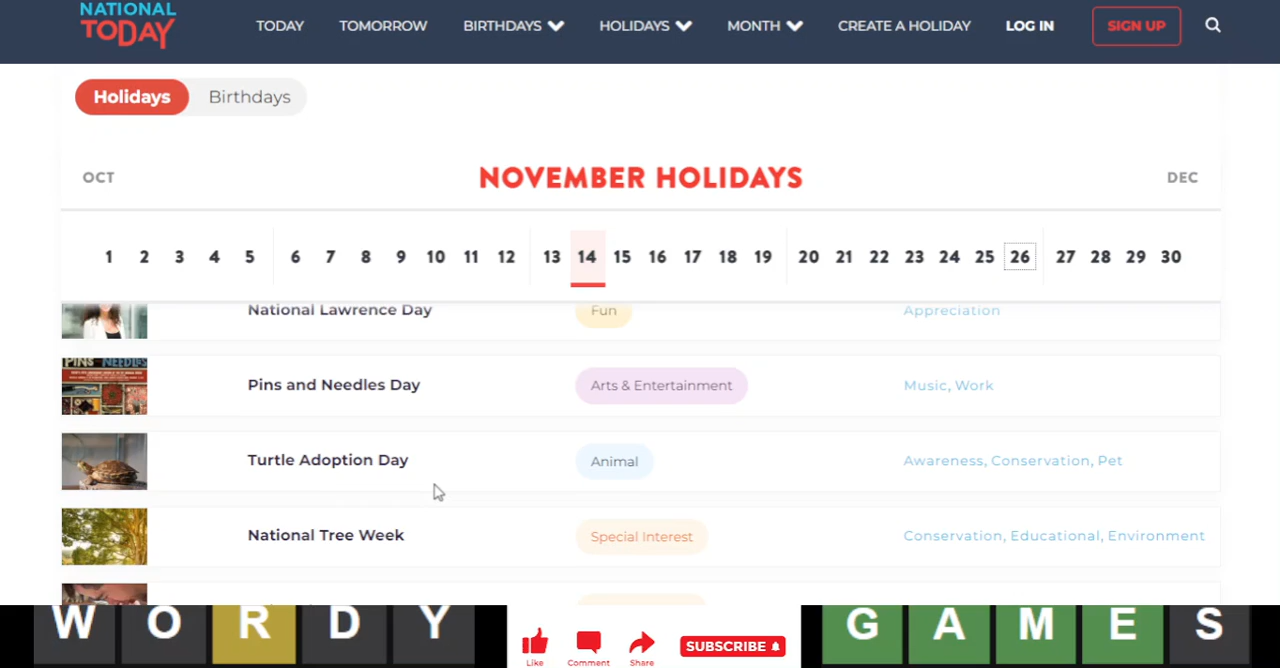 NATIONAL
TODAY
TODAY TOMORROW BIRTHDAYS HOLIDAYS MONTH CREATE A HOLIDAY LOG IN SIGN UP
Holidays Birthdays
OCT NOVEMBER HOLIDAYS DEC
1 2 3 4 5 6 7 8 9 10 11 12 13 14 15 16 17 18 19 20 21 22 23 24 25 26 27 28 29 30
National Lawrence Day Fun Appreciation
PINS NEEDLES
Pins and Needles Day Arts & Entertainment Music, Work
Turtle Adoption Day Animal Awareness, Conservation, Pet
National Tree Week Special Interest Conservation, Educational, Environment
WORDY GAMES
Like Comment Share SUBSCRIBE